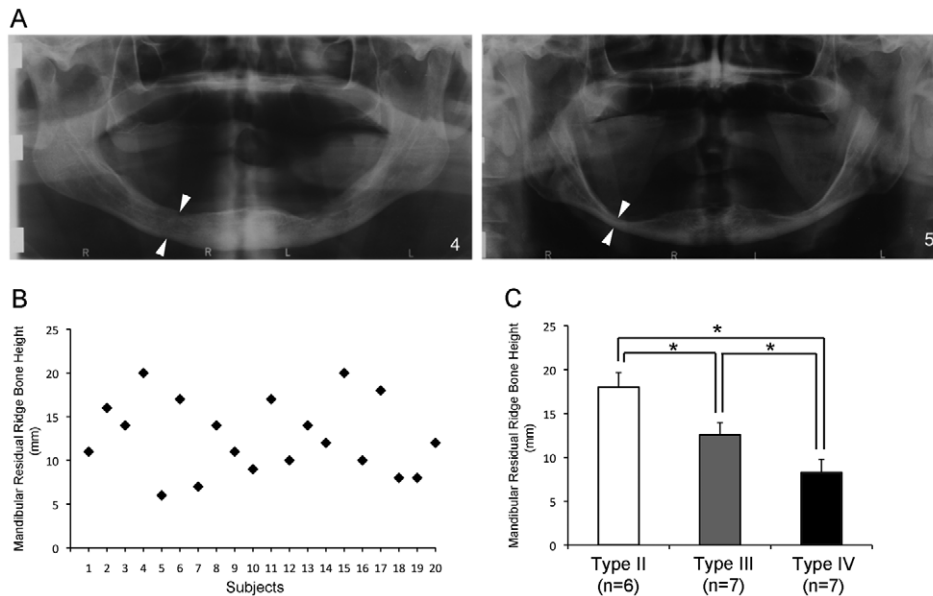 A
R R L L 4
R R L L 5
B
Mandibular Residual Ridge Bone Height
(mm)
25
20
15
10
5
0
1 2 3 4 5 6 7 8 9 10 11 12 13 14 15 16 17 18 19 20
Subjects
C
Mandibular Residual Ridge Bone Height
(mm)
25
20
15
10
5
0
*
* *
Type II Type III Type IV
(n=6) (n=7) (n=7)